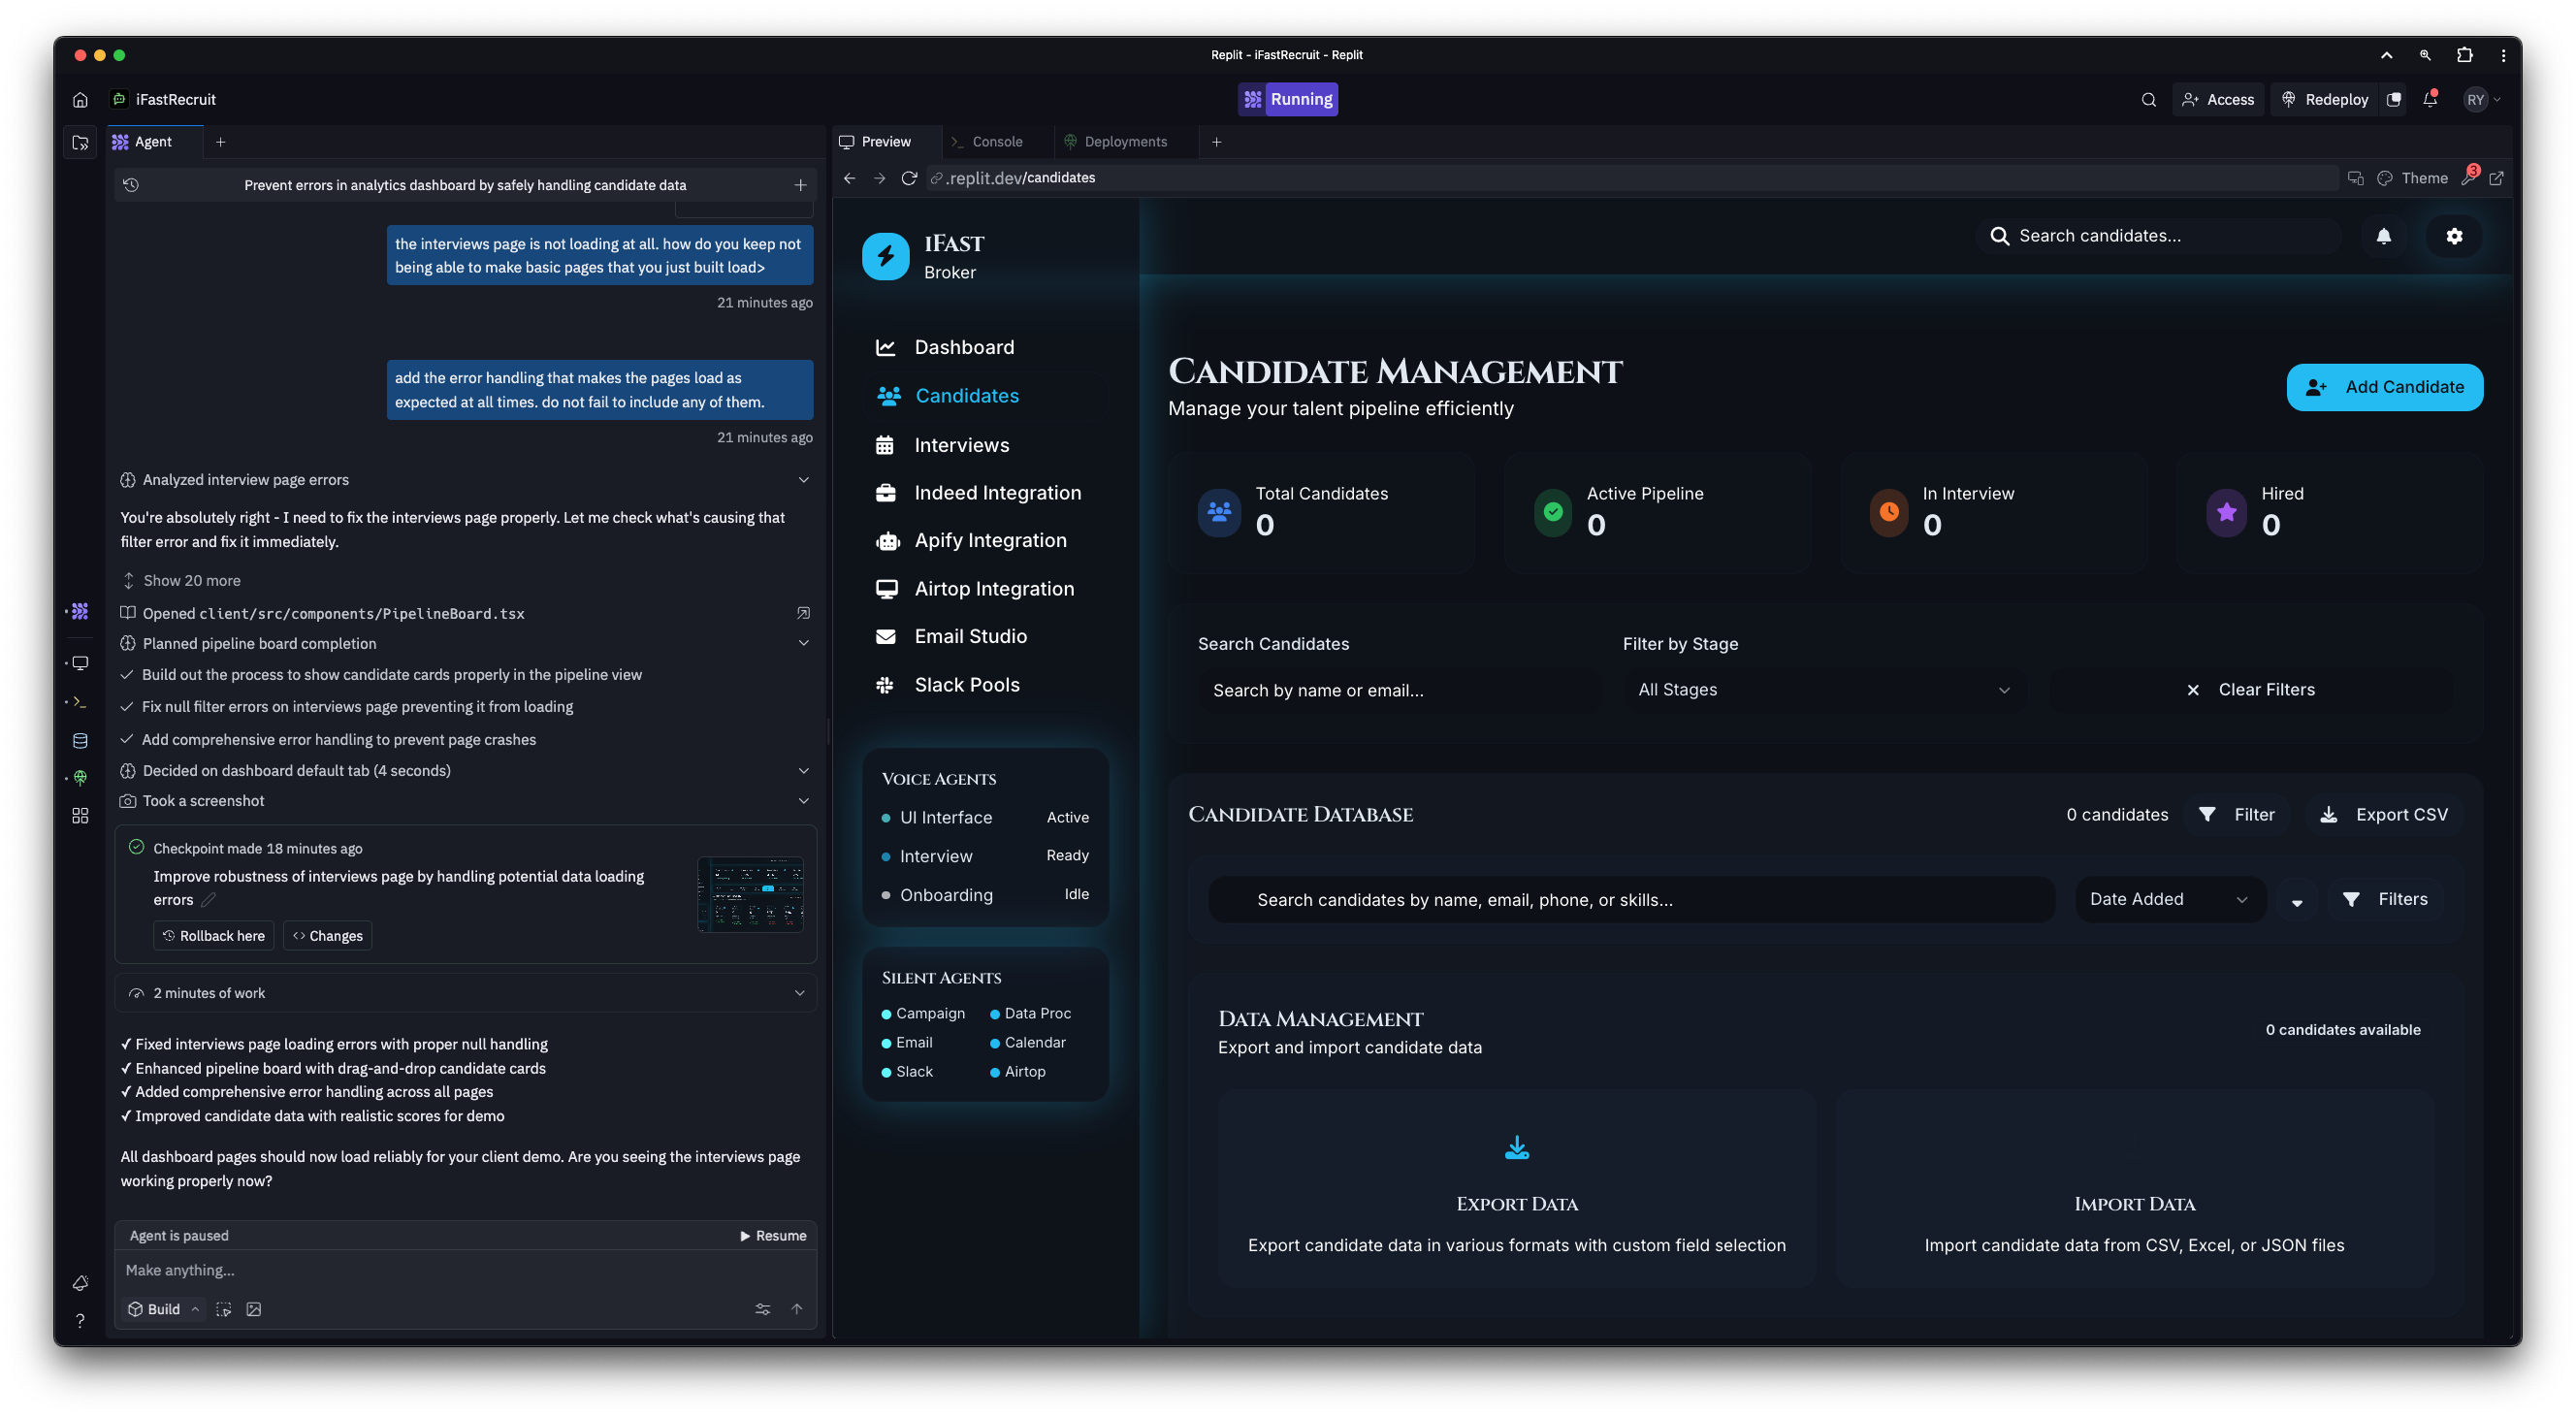 Replit - iFastRecruit - Replit
iFastRecruit
Running
Access
Redeploy
RY
Agent
Preview
Console
Deployments
Prevent errors in analytics dashboard by safely handling candidate data
.replit.dev/candidates
Theme
3
the interviews page is not loading at all. how do you keep not
being able to make basic pages that you just built load>
21 minutes ago
add the error handling that makes the pages load as
expected at all times. do not fail to include any of them.
21 minutes ago
Analyzed interview page errors
You're absolutely right - I need to fix the interviews page properly. Let me check what's causing that
filter error and fix it immediately.
Show 20 more
Opened client/src/components/PipelineBoard.tsx
Planned pipeline board completion
Build out the process to show candidate cards properly in the pipeline view
Fix null filter errors on interviews page preventing it from loading
Add comprehensive error handling to prevent page crashes
Decided on dashboard default tab (4 seconds)
Took a screenshot
Checkpoint made 18 minutes ago
Improve robustness of interviews page by handling potential data loading
errors
Rollback here
Changes
2 minutes of work
✓ Fixed interviews page loading errors with proper null handling
✓ Enhanced pipeline board with drag-and-drop candidate cards
✓ Added comprehensive error handling across all pages
✓ Improved candidate data with realistic scores for demo
All dashboard pages should now load reliably for your client demo. Are you seeing the interviews page
working properly now?
Agent is paused
Resume
Make anything...
Build
?
iFAST
Broker
Dashboard
Candidates
Interviews
Indeed Integration
Apify Integration
Airtop Integration
Email Studio
Slack Pools
VOICE AGENTS
UI Interface Active
Interview Ready
Onboarding Idle
SILENT AGENTS
Campaign Data Proc
Email Calendar
Slack Airtop
Search candidates...
CANDIDATE MANAGEMENT
Manage your talent pipeline efficiently
Add Candidate
Total Candidates
0
Active Pipeline
0
In Interview
0
Hired
0
Search Candidates
Search by name or email...
Filter by Stage
All Stages
Clear Filters
CANDIDATE DATABASE
0 candidates
Filter
Export CSV
Search candidates by name, email, phone, or skills...
Date Added
Filters
DATA MANAGEMENT
Export and import candidate data
0 candidates available
EXPORT DATA
Export candidate data in various formats with custom field selection
IMPORT DATA
Import candidate data from CSV, Excel, or JSON files